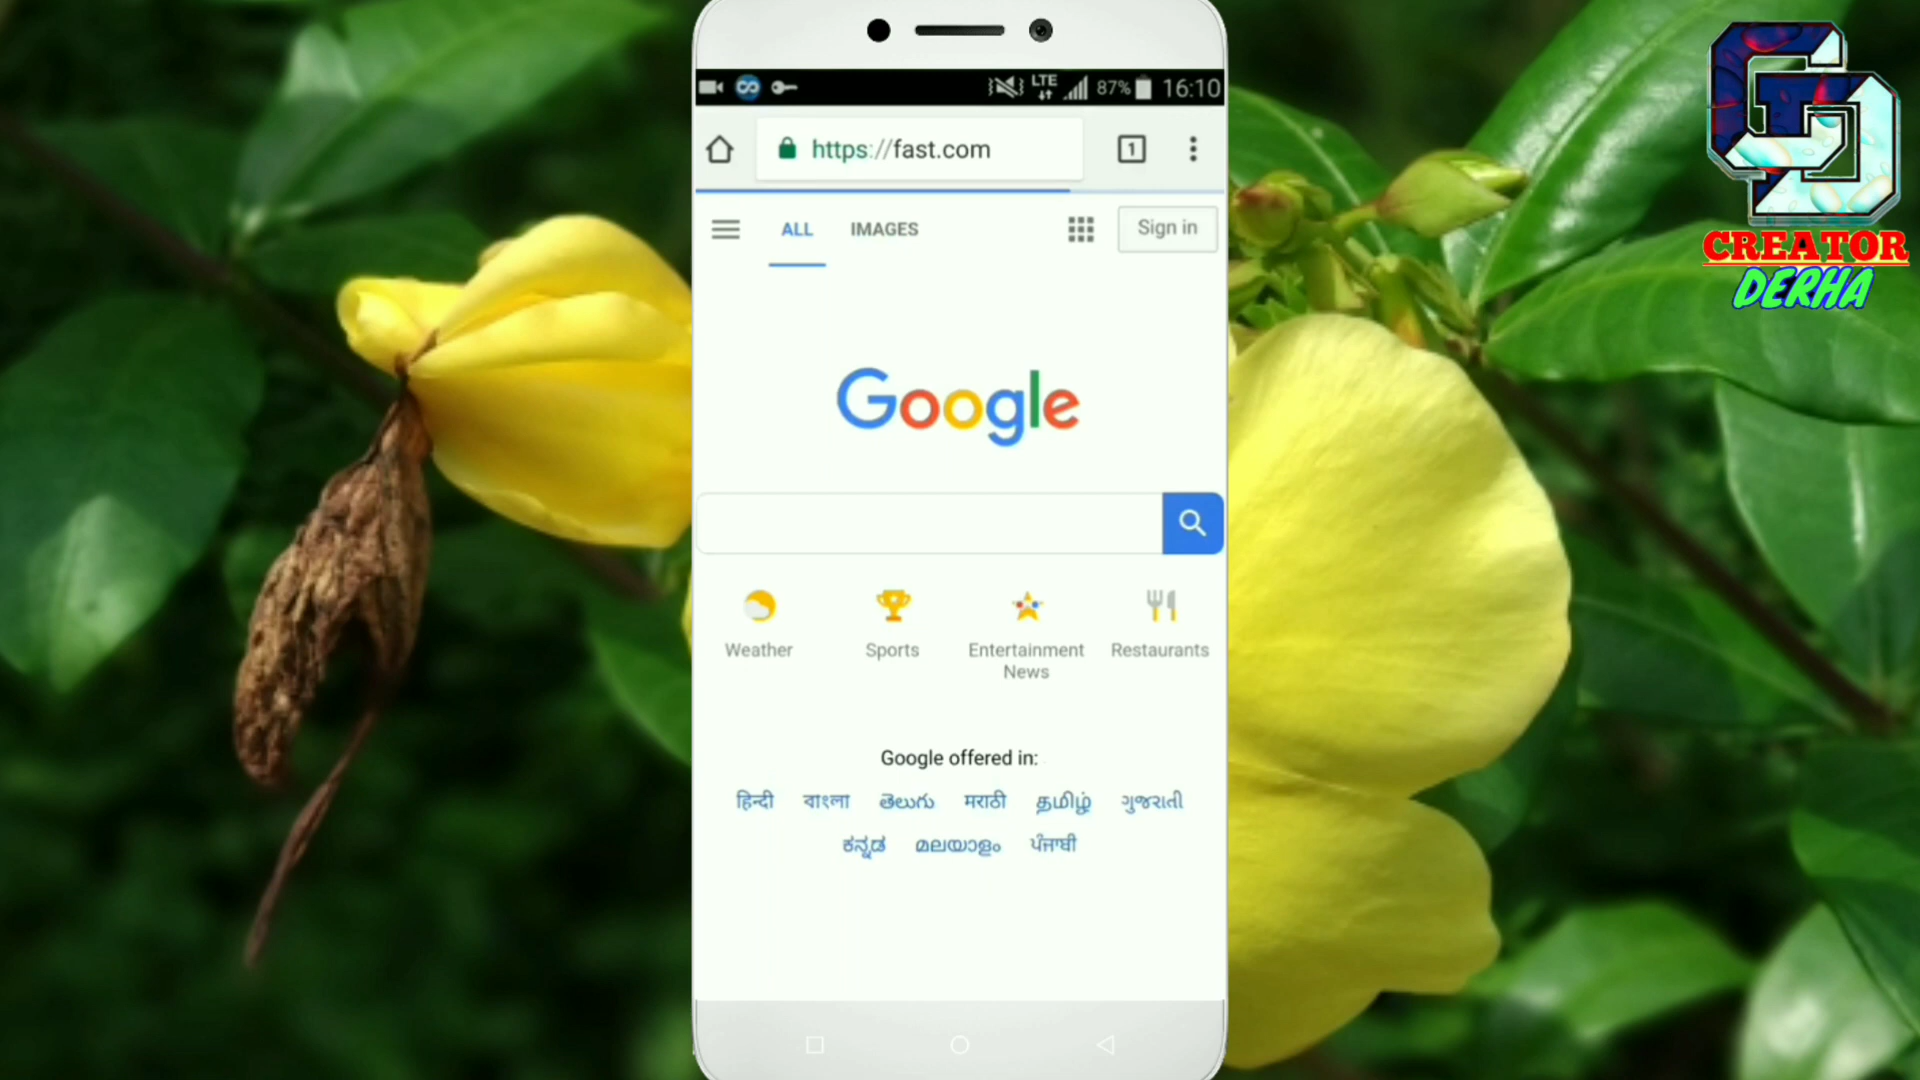 LTE 87% 16:10
https://fast.com 1
ALL IMAGES Sign in
Google
Weather Sports Entertainment News Restaurants
Google offered in:
हिन्दी বাংলা తెలుగు मराठी தமிழ் ગુજરાતી
ಕನ್ನಡ മലയാളം ਪੰਜਾਬੀ
CREATOR
DERHA